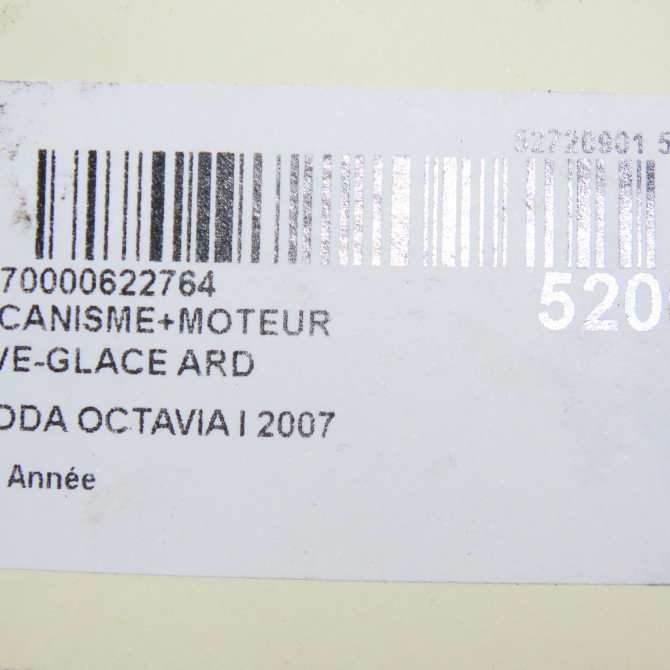 52720901 5
70000622764
520
CANISME+MOTEUR
VE-GLACE ARD
ODA OCTAVIA I 2007
Année